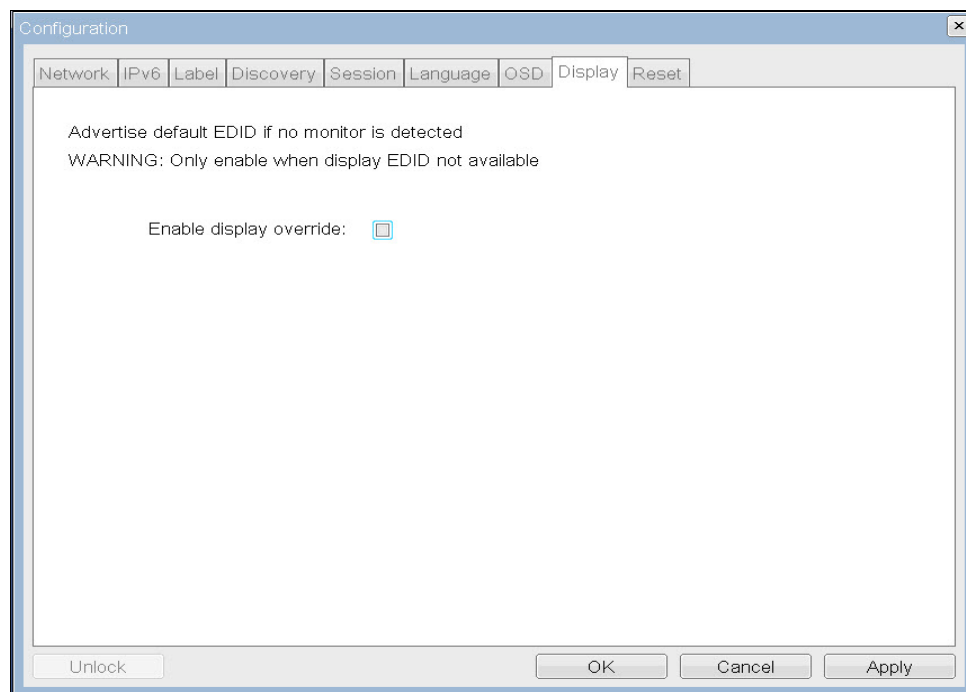 Configuration
Network IPv6 Label Discovery Session Language OSD Display Reset
Advertise default EDID if no monitor is detected
WARNING: Only enable when display EDID not available
Enable display override:
Unlock OK Cancel Apply